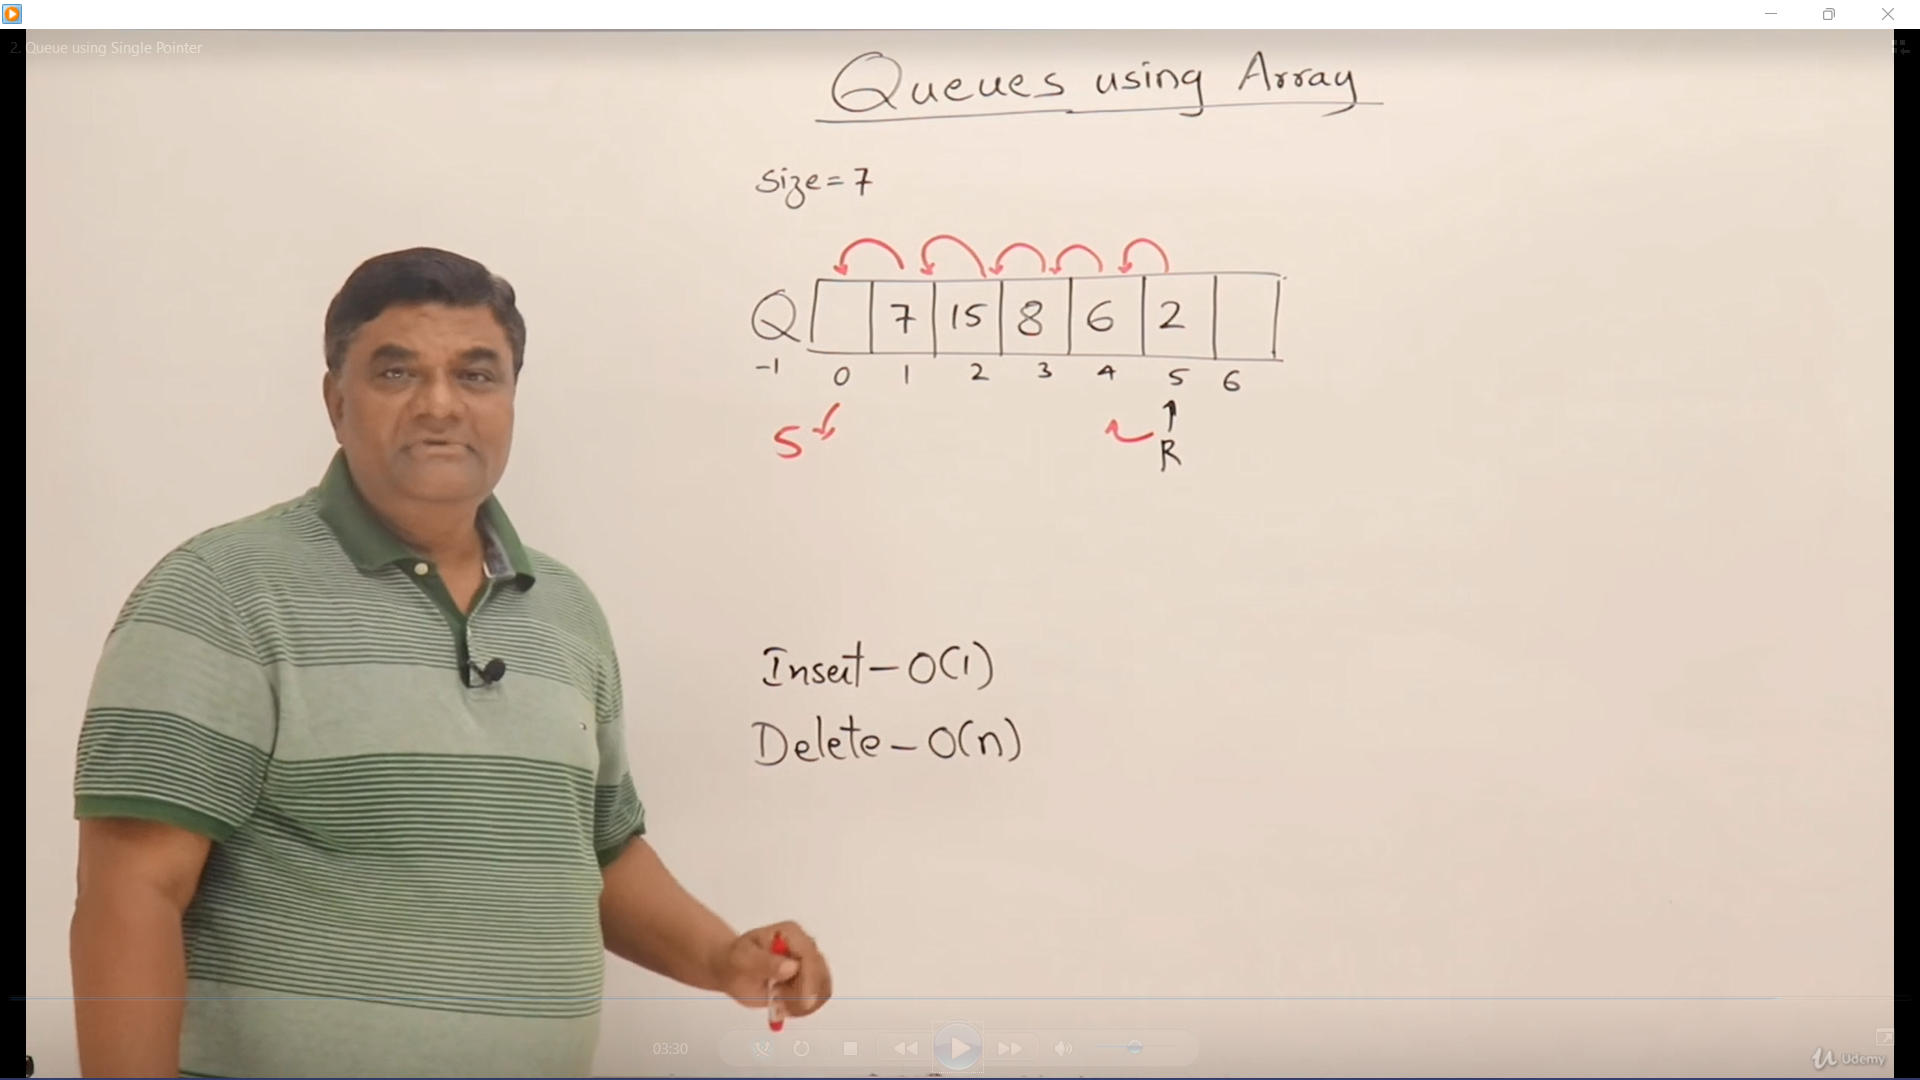 2. Queue using Single Pointer
Queues using Array
Size = 7
Q 7 15 8 6 2
-1 0 1 2 3 4 5 6
5
R
Insert - O(1)
Delete - O(n)
03:30
Udemy